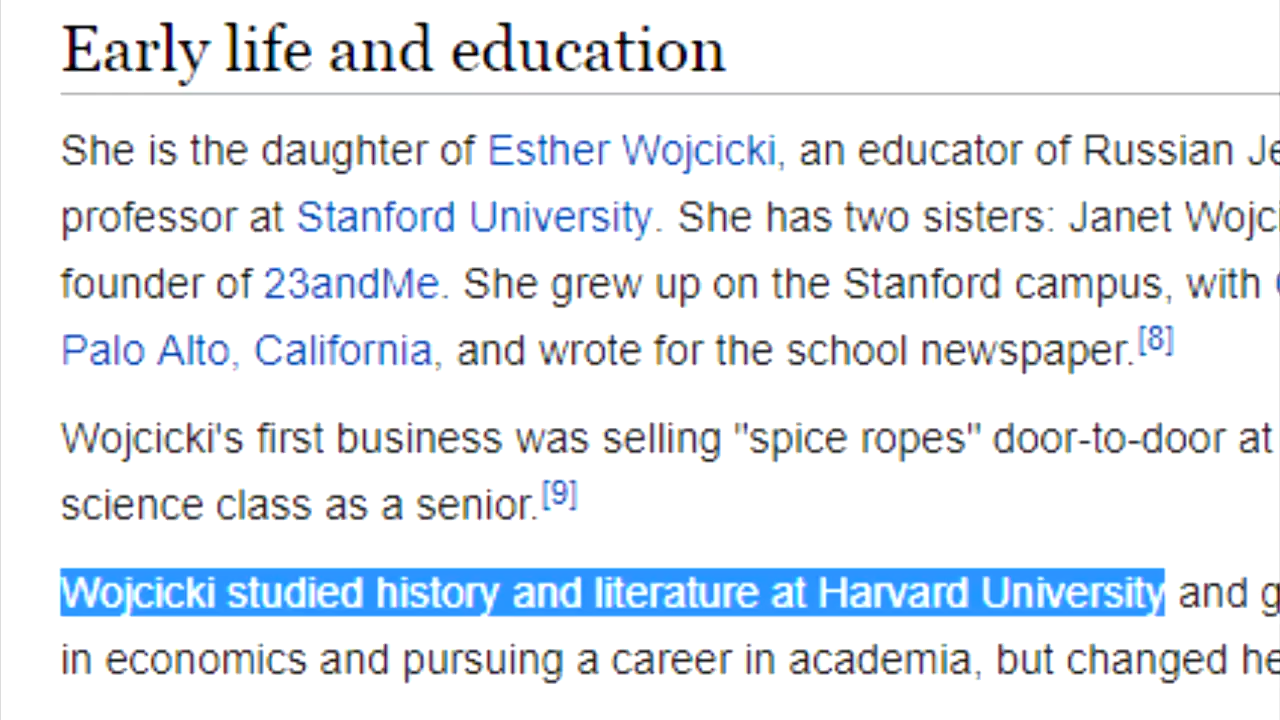 Early life and education
She is the daughter of Esther Wojcicki, an educator of Russian
professor at Stanford University. She has two sisters: Janet
founder of 23andMe. She grew up on the Stanford campus, with
Palo Alto, California, and wrote for the school newspaper.[8]
Wojcicki's first business was selling "spice ropes" door-to-door at
science class as a senior.[9]
Wojcicki studied history and literature at Harvard University and
in economics and pursuing a career in academia, but changed